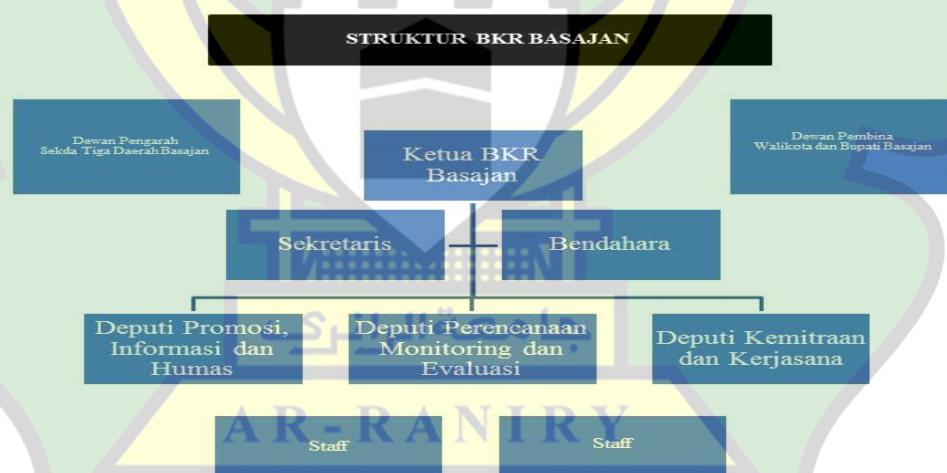 STRUKTUR BKR BASAJAN
Dewan Pengarah
Sekda Tiga Daerah Basajan
Dewan Pembina
Walikota dan Bupati Basajan
Ketua BKR
Basajan
Sekretaris
Bendahara
Deputi Promosi,
Informasi dan
Humas
Deputi Perencanaan
Monitoring dan
Evaluasi
Deputi Kemitraan
dan Kerjasana
جامعة الرانري
AR-RANIRY
Staff
Staff